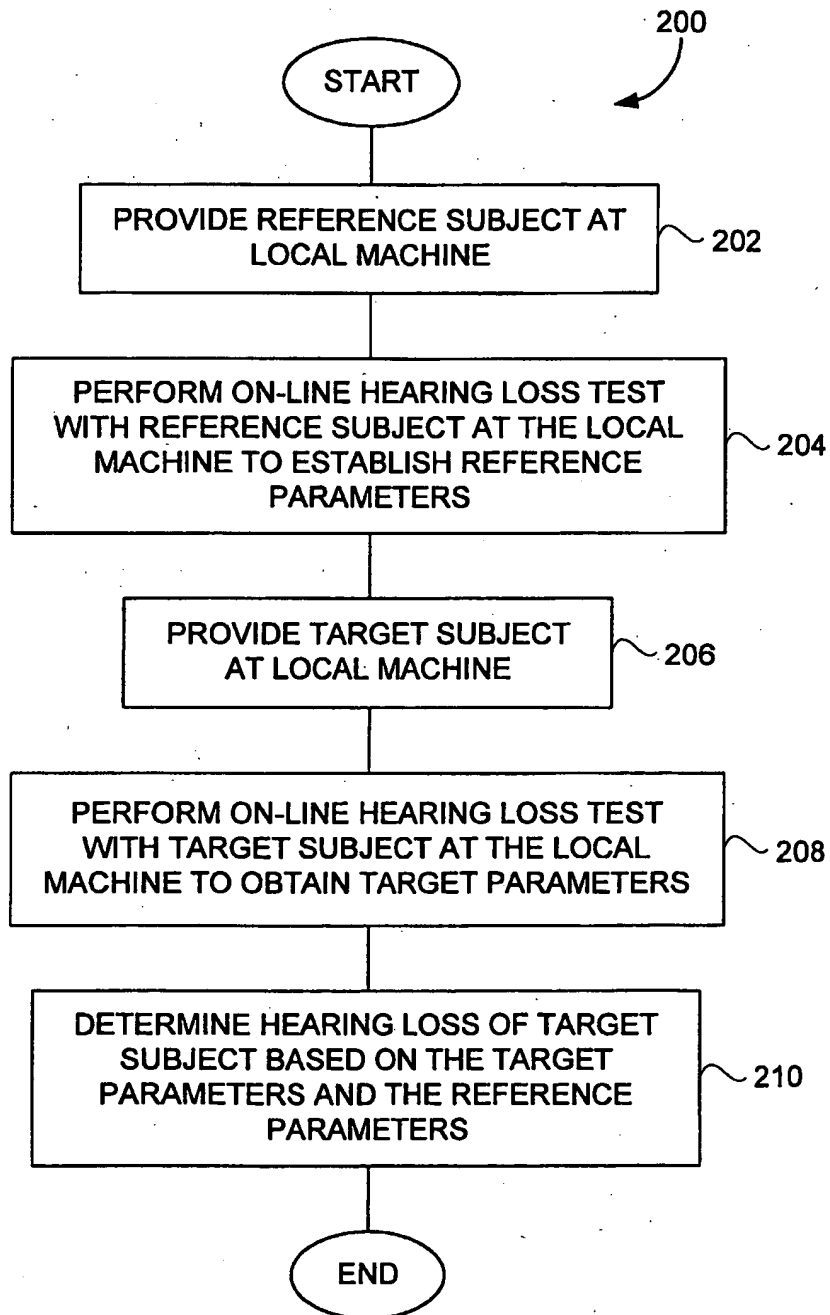 200
START
PROVIDE REFERENCE SUBJECT AT
LOCAL MACHINE
202
PERFORM ON-LINE HEARING LOSS TEST
WITH REFERENCE SUBJECT AT THE LOCAL
MACHINE TO ESTABLISH REFERENCE
PARAMETERS
204
PROVIDE TARGET SUBJECT
AT LOCAL MACHINE
206
PERFORM ON-LINE HEARING LOSS TEST
WITH TARGET SUBJECT AT THE LOCAL
MACHINE TO OBTAIN TARGET PARAMETERS
208
DETERMINE HEARING LOSS OF TARGET
SUBJECT BASED ON THE TARGET
PARAMETERS AND THE REFERENCE
PARAMETERS
210
END